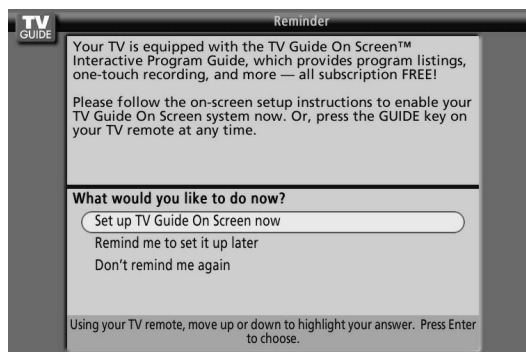 TV
GUIDE
Reminder
Your TV is equipped with the TV Guide On Screen™
Interactive Program Guide, which provides program listings,
one-touch recording, and more — all subscription FREE!
Please follow the on-screen setup instructions to enable your
TV Guide On Screen system now. Or, press the GUIDE key on
your TV remote at any time.
What would you like to do now?
Set up TV Guide On Screen now
Remind me to set it up later
Don't remind me again
Using your TV remote, move up or down to highlight your answer. Press Enter
to choose.